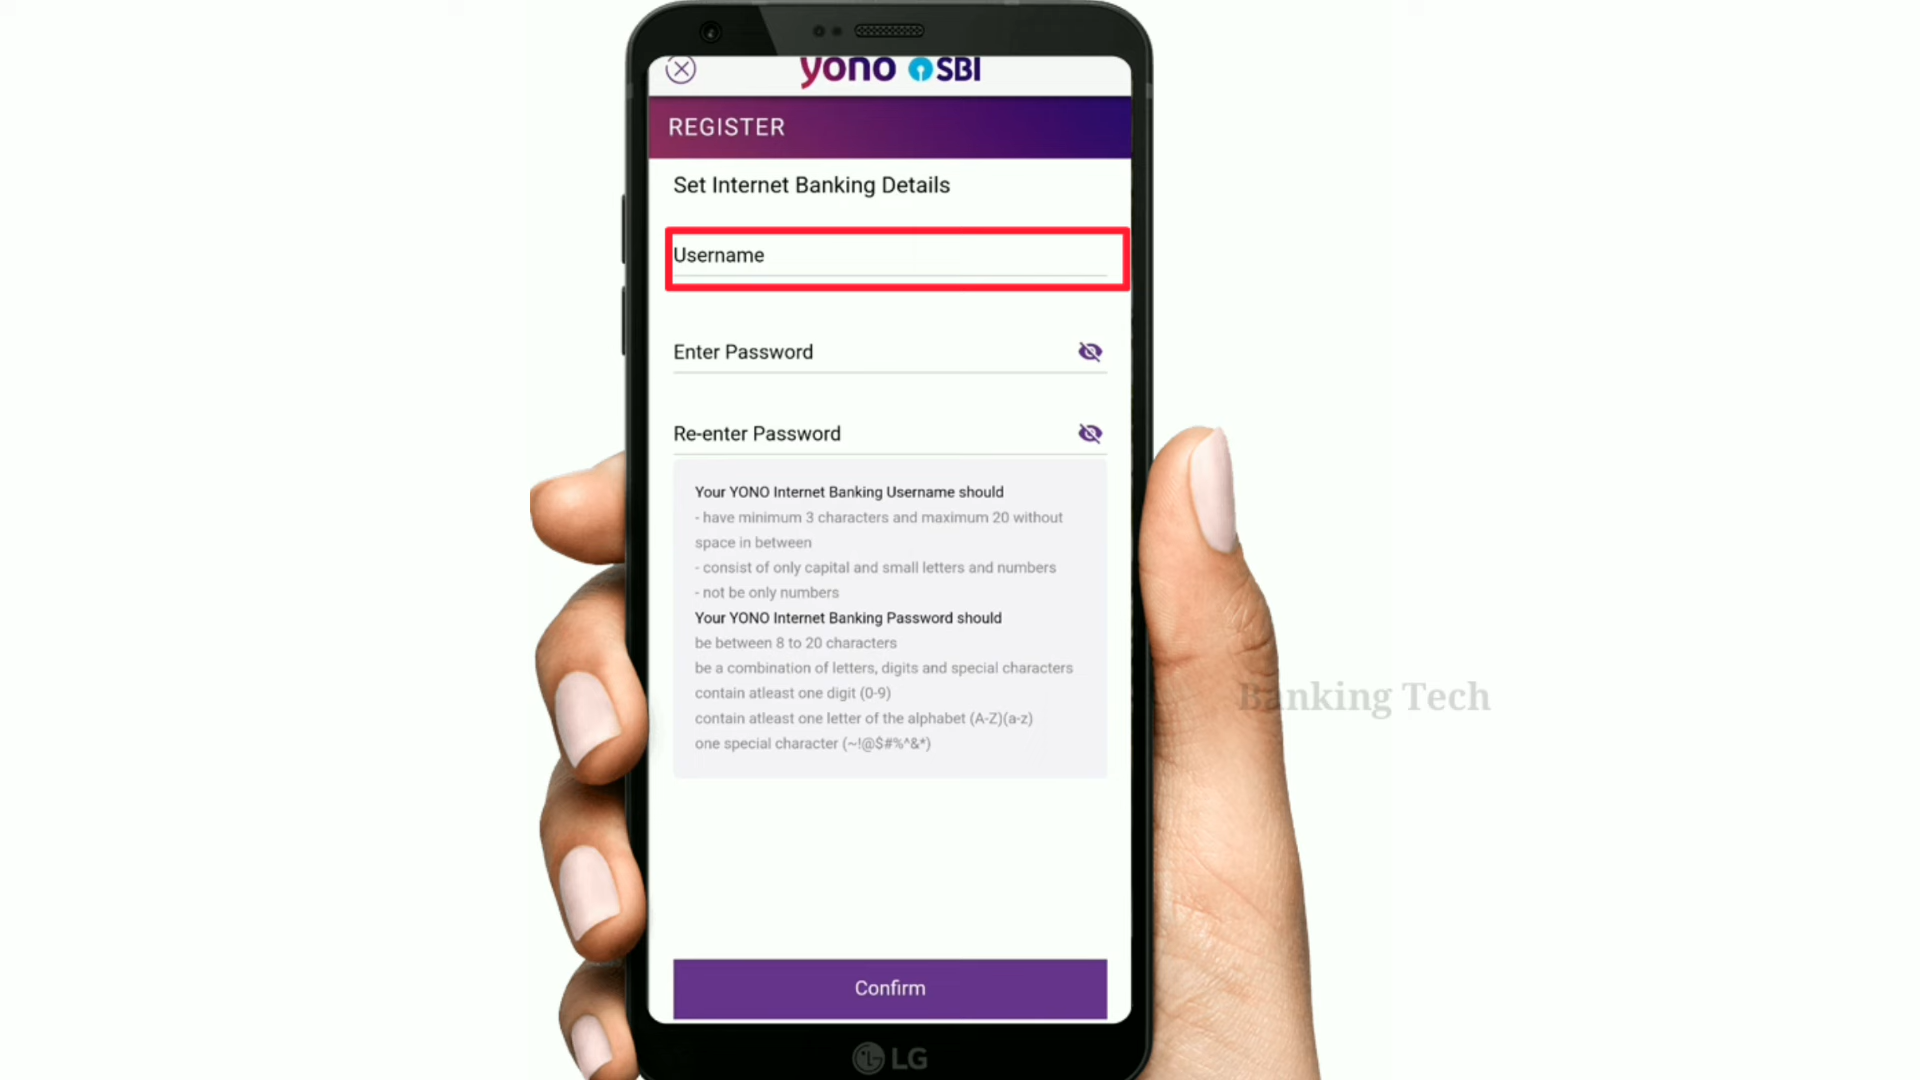 yono SBI
REGISTER
Set Internet Banking Details
Username
Enter Password
Re-enter Password
Your YONO Internet Banking Username should
- have minimum 3 characters and maximum 20 without
space in between
- consist of only capital and small letters and numbers
- not be only numbers
Your YONO Internet Banking Password should
be between 8 to 20 characters
be a combination of letters, digits and special characters
contain atleast one digit (0-9)
contain atleast one letter of the alphabet (A-Z)(a-z)
one special character (~!@$#%^&*)
Banking Tech
Confirm
LG